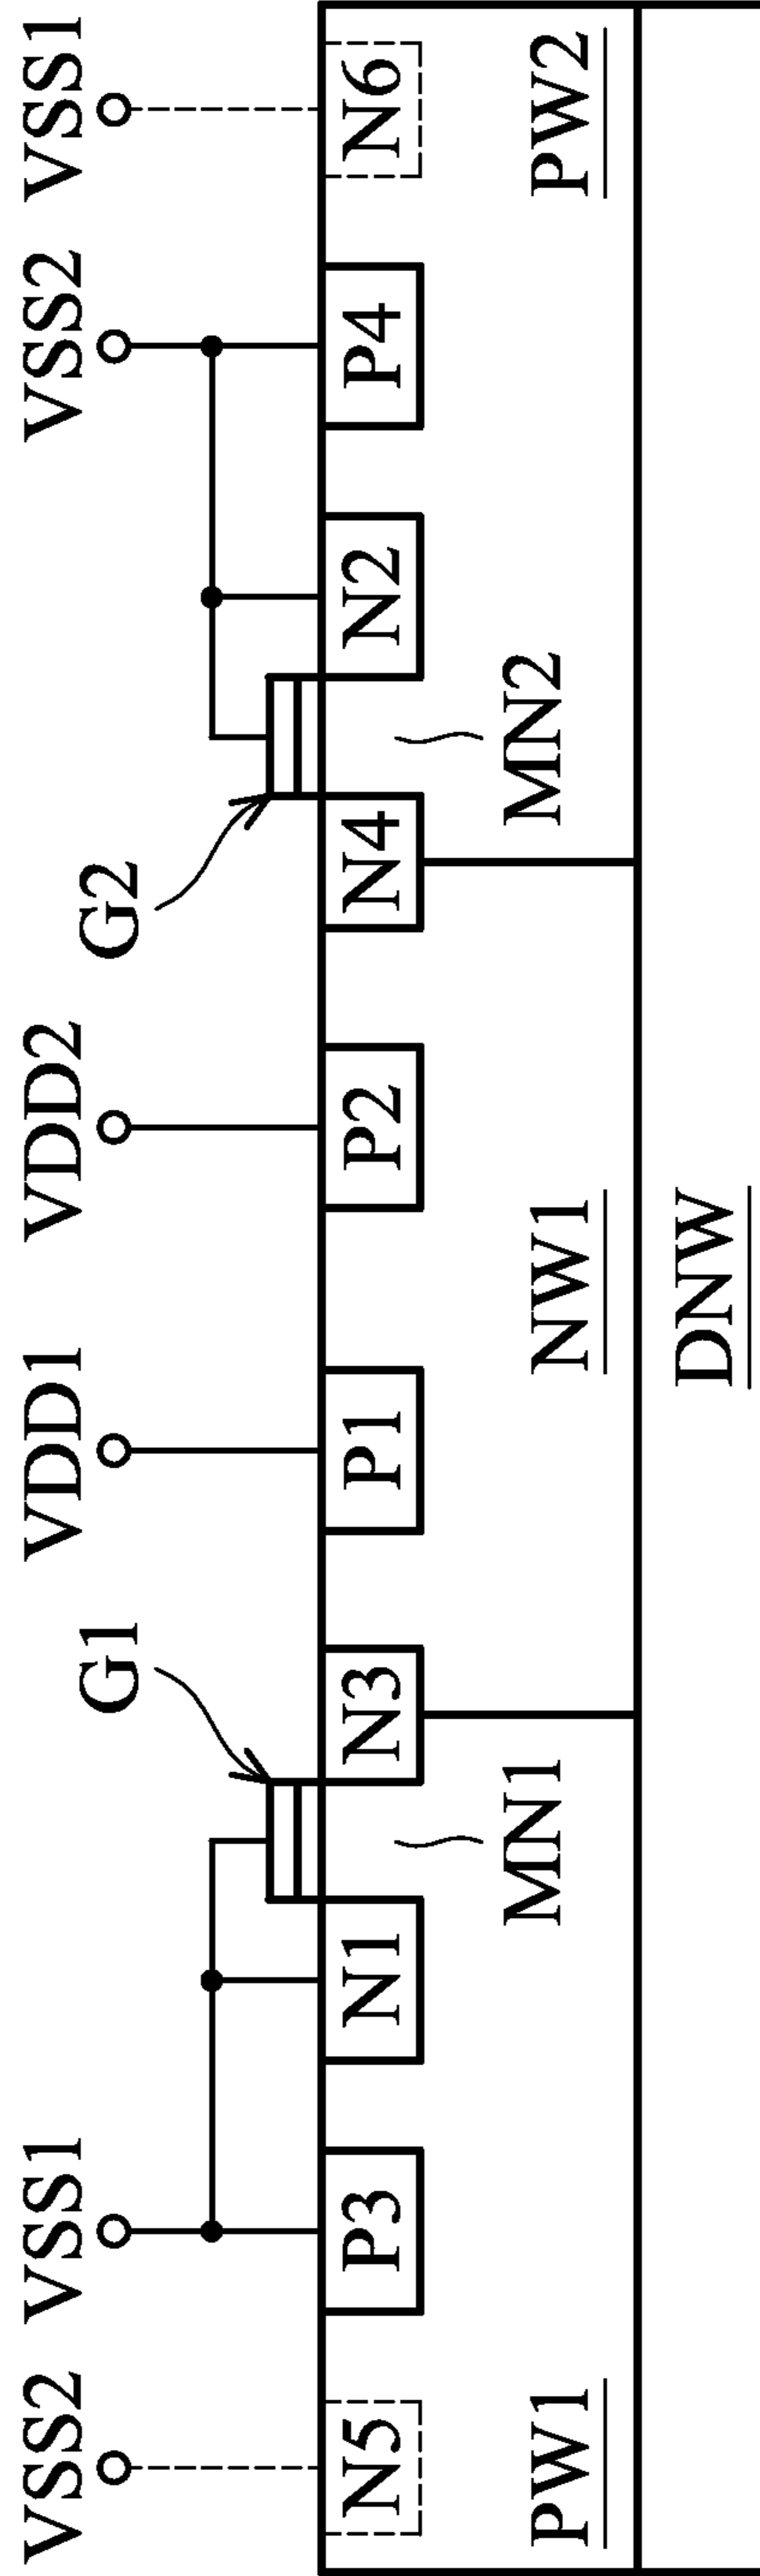 VSS2 VSS1 VDD1 VDD2 VSS2 VSS1
G1 G2
N5 P3 N1 N3 P1 P2 N4 N2 P4 N6
MN1 MN2
PW1 NW1 PW2
DNW